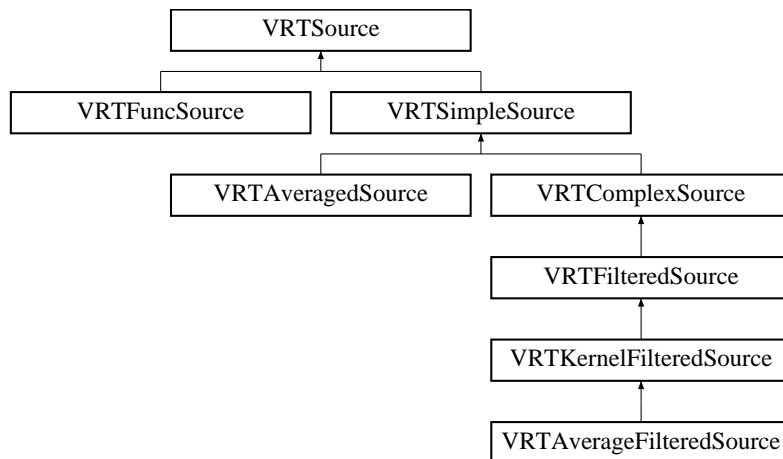 VRTSource
VRTFuncSource
VRTSimpleSource
VRTAveragedSource
VRTComplexSource
VRTFilteredSource
VRTKernelFilteredSource
VRTAverageFilteredSource